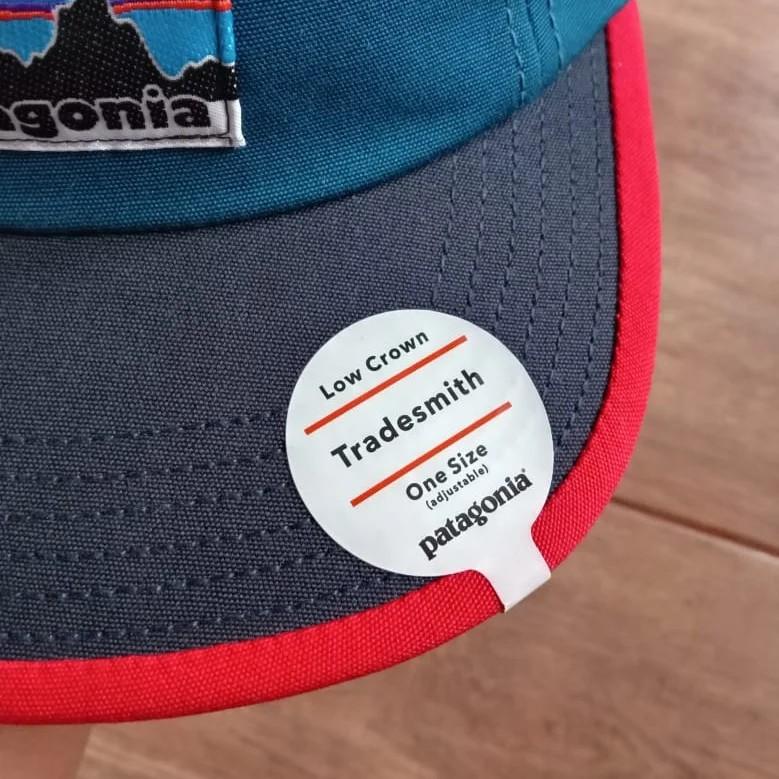 agonia
Low Crown
Tradesmith
One Size
(adjustable)
patagonia®